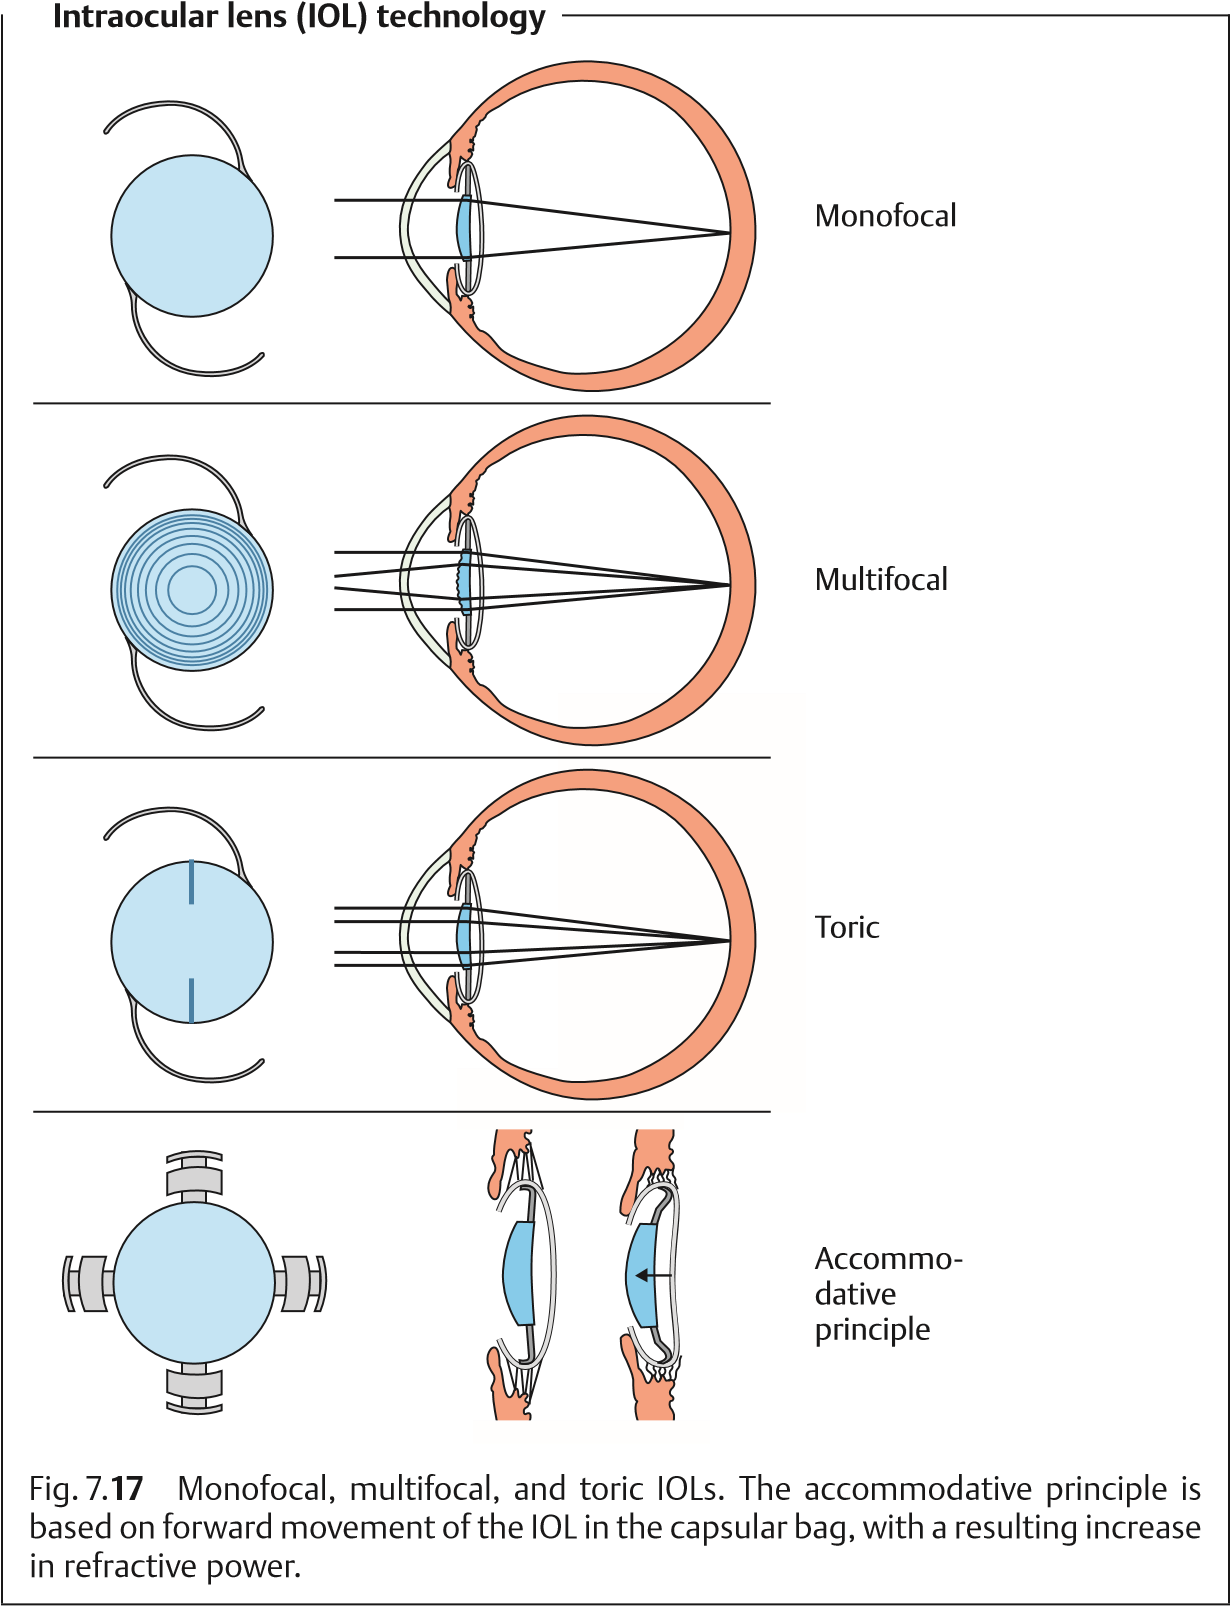 Intraocular lens (IOL) technology
Monofocal
Multifocal
Toric
Accommo-
dative
principle
Fig. 7.17 Monofocal, multifocal, and toric IOLs. The accommodative principle is
based on forward movement of the IOL in the capsular bag, with a resulting increase
in refractive power.